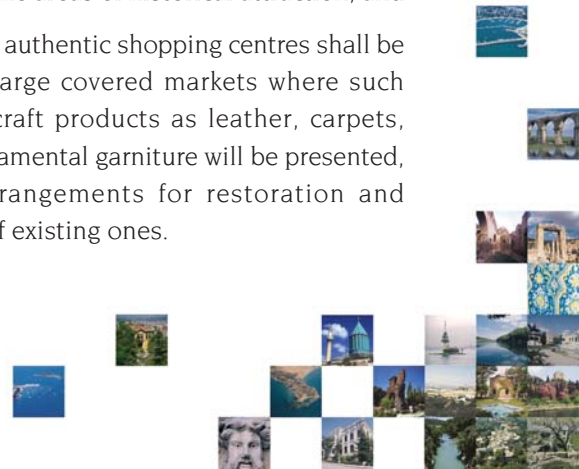 authentic shopping centres shall be
arge covered markets where such
craft products as leather, carpets,
amental garniture will be presented,
rangements for restoration and
f existing ones.